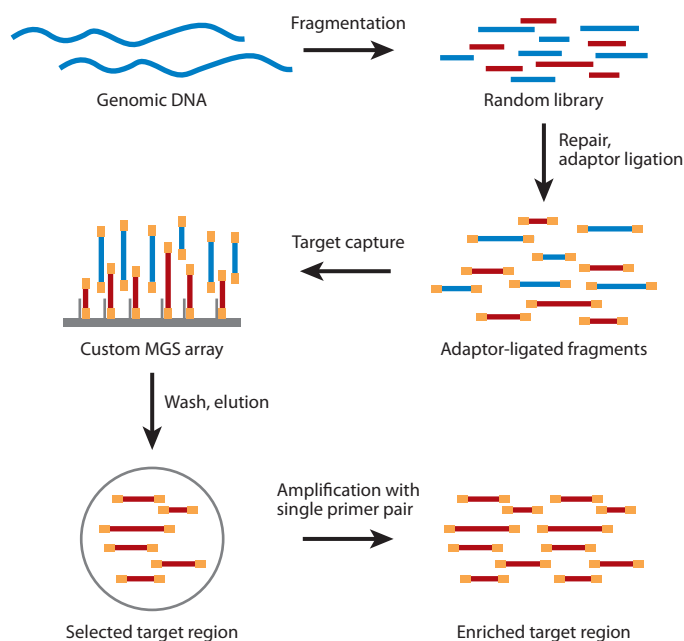 Fragmentation
Genomic DNA
Random library
Repair,
adaptor ligation
Target capture
Custom MGS array
Adaptor-ligated fragments
Wash, elution
Amplification with
single primer pair
Selected target region
Enriched target region